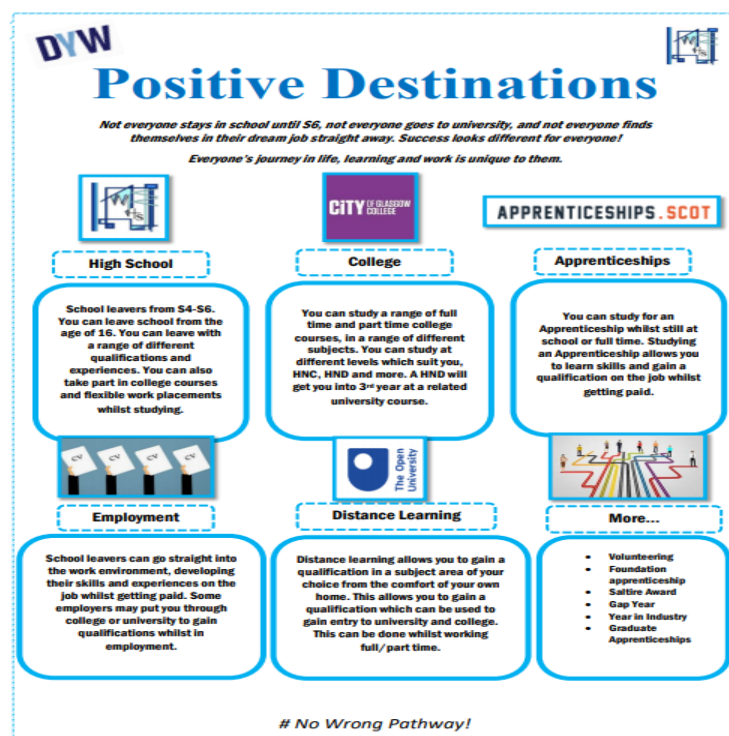 DYW
Positive Destinations
Not everyone stays in school until S6, not everyone goes to university, and not everyone finds
themselves in their dream job straight away. Success looks different for everyone!
Everyone's journey in life, learning and work is unique to them.
CITY OF GLASGOW
COLLEGE
APPRENTICESHIPS.SCOT
High School
College
Apprenticeships
School leavers from S4-S6.
You can leave school from the
age of 16. You can leave with
a range of different
qualifications and
experiences. You can also
take part in college courses
and flexible work placements
whilst studying.
You can study a range of full
time and part time college
courses, in a range of different
subjects. You can study at
different levels which suit you,
HNC, HND and more. A HND will
get you into 3rd year at a related
university course.
You can study for an
Apprenticeship whilst still at
school or full time. Studying
an Apprenticeship allows you
to learn skills and gain a
qualification on the job whilst
getting paid.
CV
CV
CV
CV
The Open
University
Employment
Distance Learning
More...
School leavers can go straight into
the work environment, developing
their skills and experiences on the
job whilst getting paid. Some
employers may put you through
college or university to gain
qualifications whilst in
employment.
Distance learning allows you to gain a
qualification in a subject area of your
choice from the comfort of your own
home. This allows you to gain a
qualification which can be used to
gain entry to university and college.
This can be done whilst working
full/part time.
• Volunteering
• Foundation
apprenticeship
• Saltire Award
• Gap Year
• Year in Industry
• Graduate
Apprenticeships
# No Wrong Pathway!